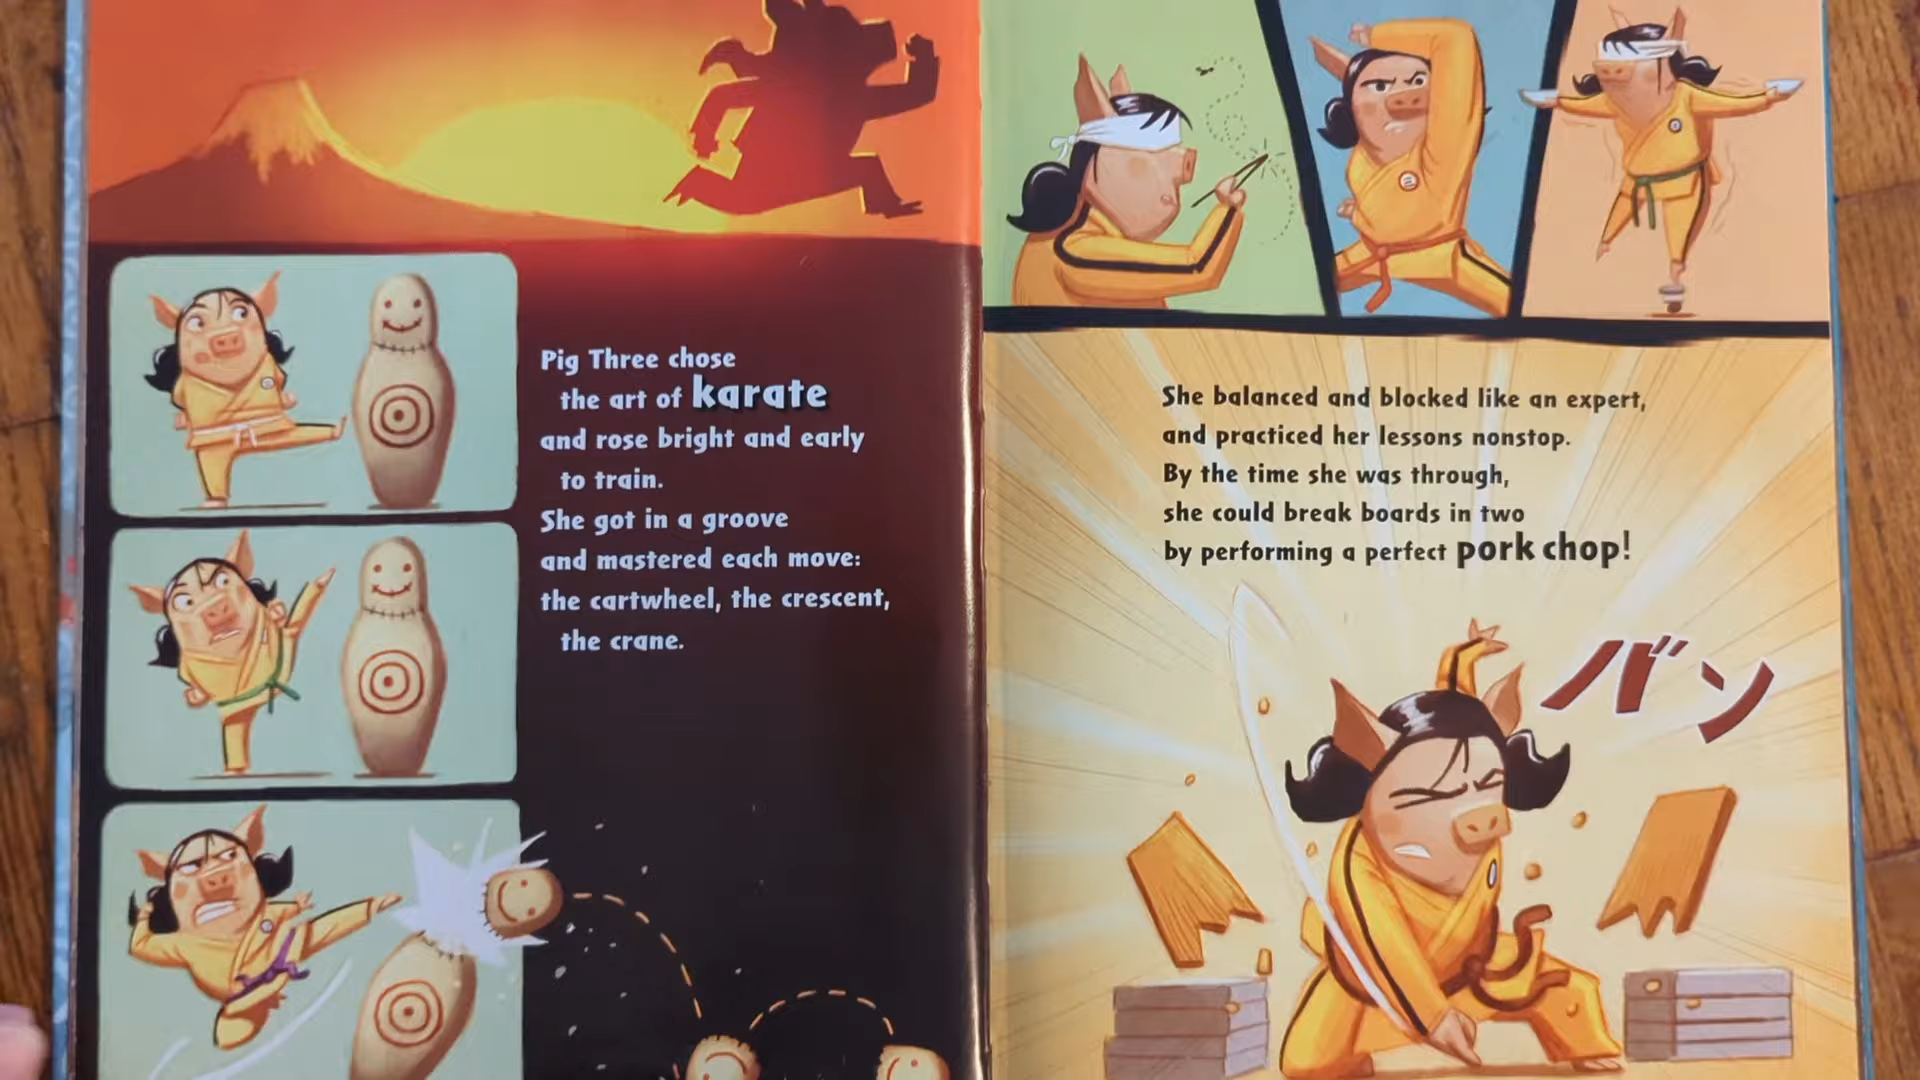 Pig Three chose
the art of karate
and rose bright and early
to train.
She got in a groove
and mastered each move:
the cartwheel, the crescent,
the crane.
She balanced and blocked like an expert,
and practiced her lessons nonstop.
By the time she was through,
she could break boards in two
by performing a perfect pork chop!
バン